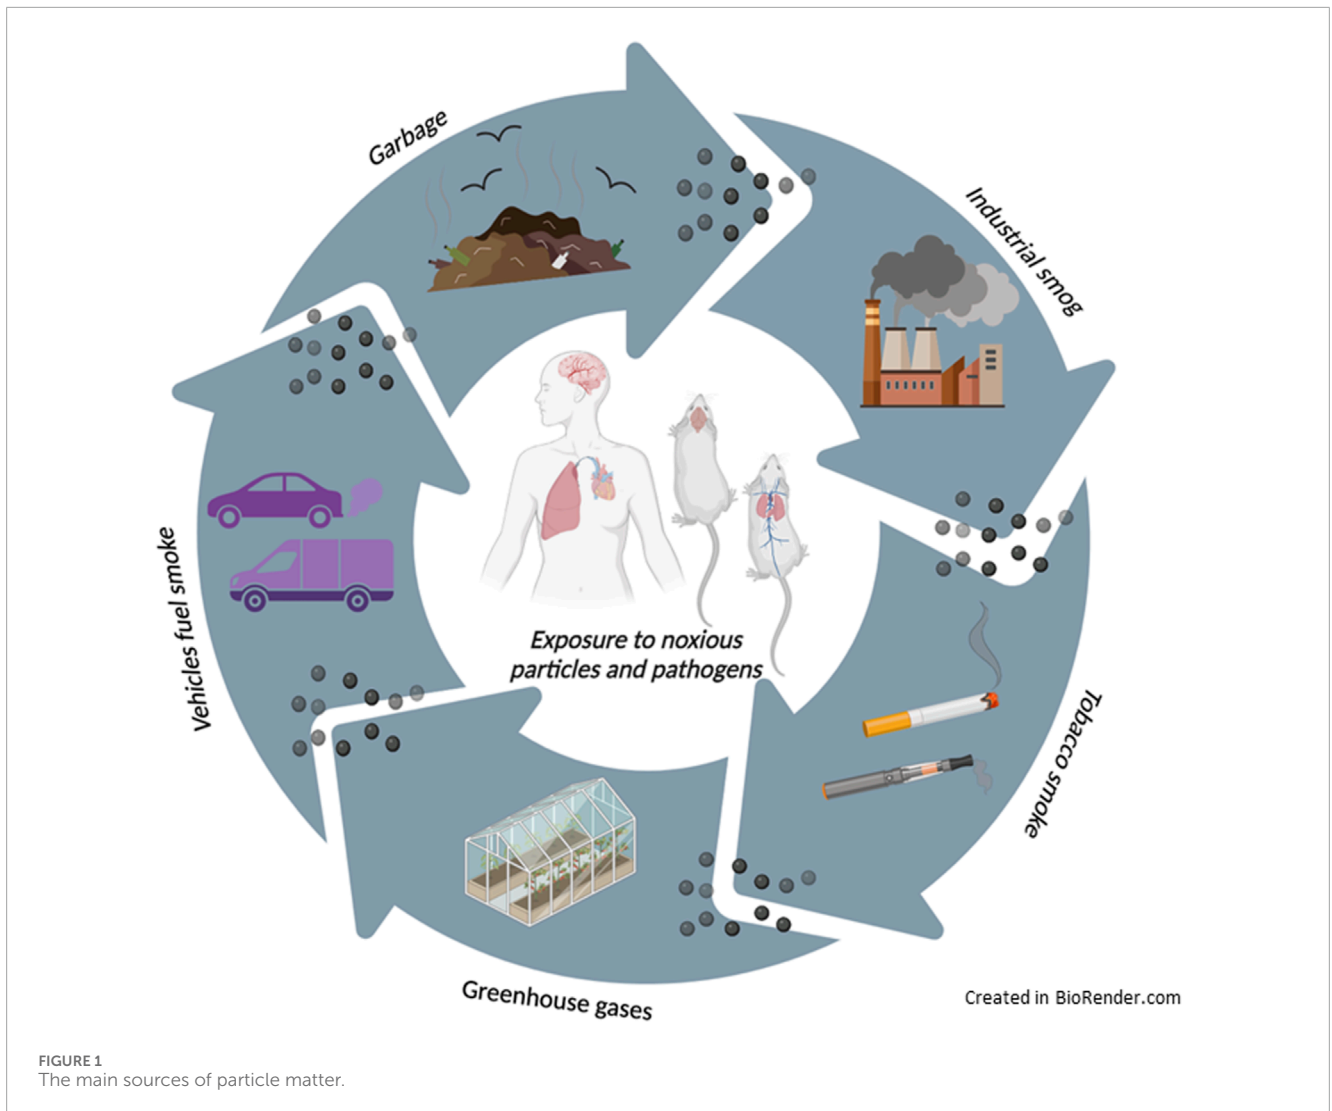 Garbage
Industrial smog
Tobacco smoke
Greenhouse gases
Vehicles fuel smoke
Exposure to noxious
particles and pathogens
Created in BioRender.com
FIGURE 1
The main sources of particle matter.